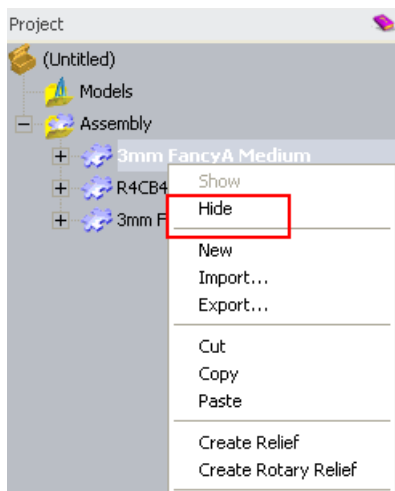 Project
(Untitled)
Models
Assembly
3mm FancyA Medium
R4CB4
3mm F
Show
Hide
New
Import...
Export...
Cut
Copy
Paste
Create Relief
Create Rotary Relief